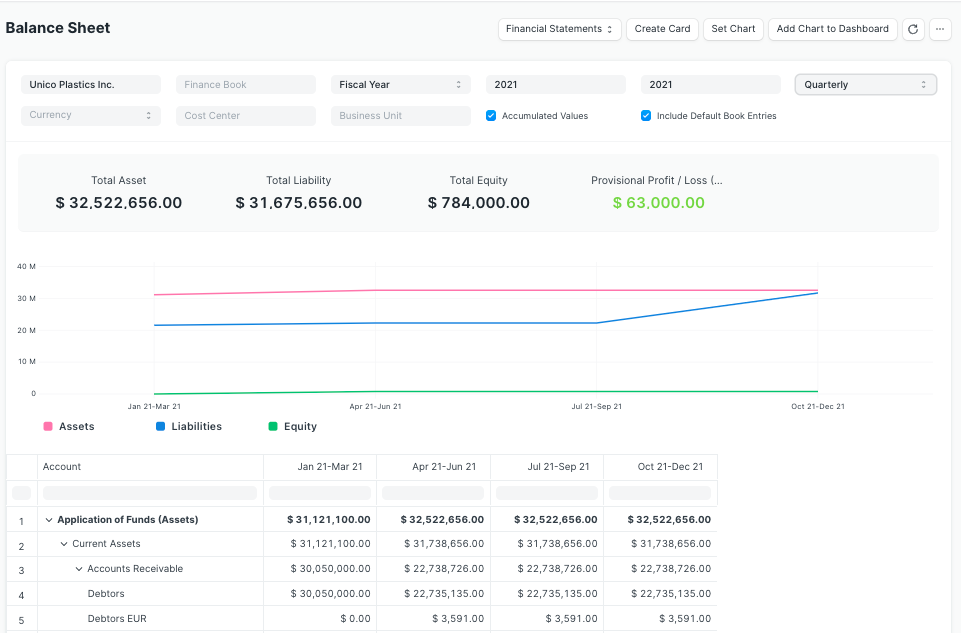 Balance Sheet
Financial Statements Create Card Set Chart Add Chart to Dashboard ...
Unico Plastics Inc. Finance Book Fiscal Year 2021 2021 Quarterly
Currency Cost Center Business Unit Accumulated Values Include Default Book Entries
Total Asset Total Liability Total Equity Provisional Profit / Loss (...
$ 32,522,656.00 $ 31,675,656.00 $ 784,000.00 $ 63,000.00
40 M
30 M
20 M
10 M
0
Jan 21-Mar 21 Apr 21-Jun 21 Jul 21-Sep 21 Oct 21-Dec 21
Assets Liabilities Equity
Account Jan 21-Mar 21 Apr 21-Jun 21 Jul 21-Sep 21 Oct 21-Dec 21
1 Application of Funds (Assets) $ 31,121,100.00 $ 32,522,656.00 $ 32,522,656.00 $ 32,522,656.00
2 Current Assets $ 31,121,100.00 $ 31,738,656.00 $ 31,738,656.00 $ 31,738,656.00
3 Accounts Receivable $ 30,050,000.00 $ 22,738,726.00 $ 22,738,726.00 $ 22,738,726.00
4 Debtors $ 30,050,000.00 $ 22,735,135.00 $ 22,735,135.00 $ 22,735,135.00
5 Debtors EUR $ 0.00 $ 3,591.00 $ 3,591.00 $ 3,591.00